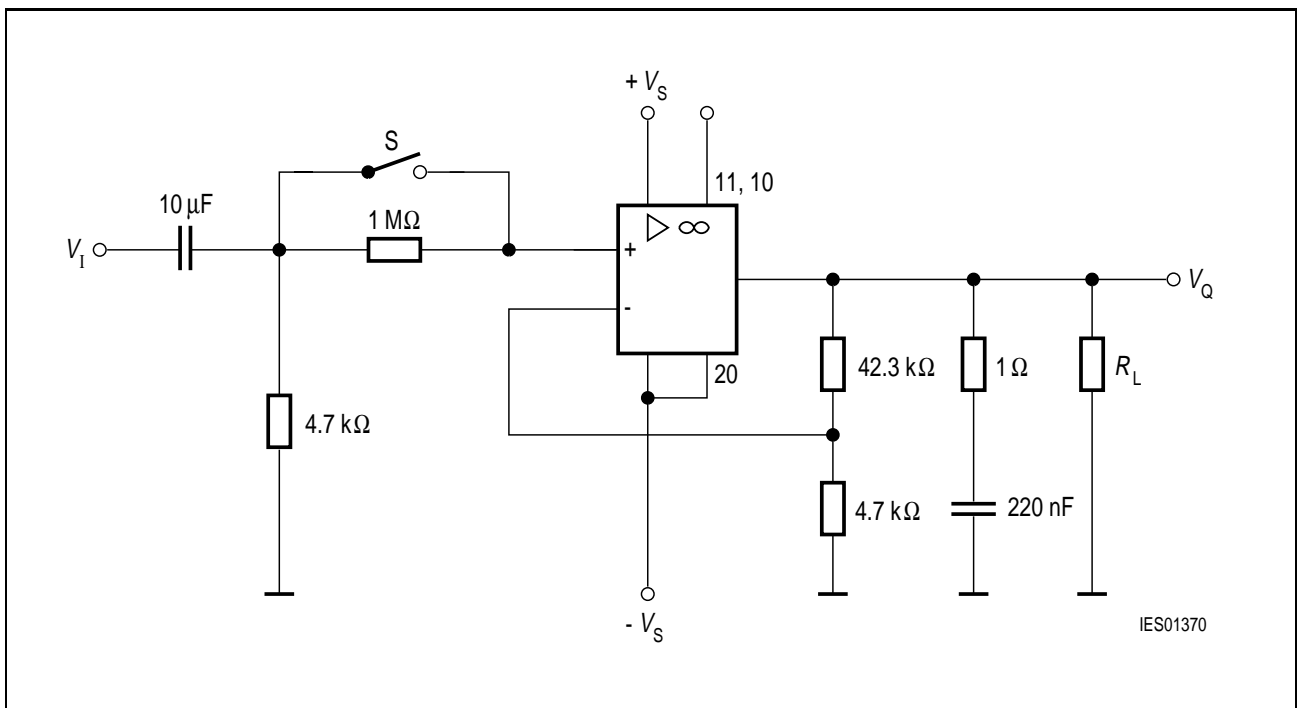 + V_S
S
11, 10
10 µF
1 MΩ
V_I
+
∞
-
V_Q
20
42.3 kΩ
1 Ω
R_L
4.7 kΩ
4.7 kΩ
220 nF
- V_S
IES01370